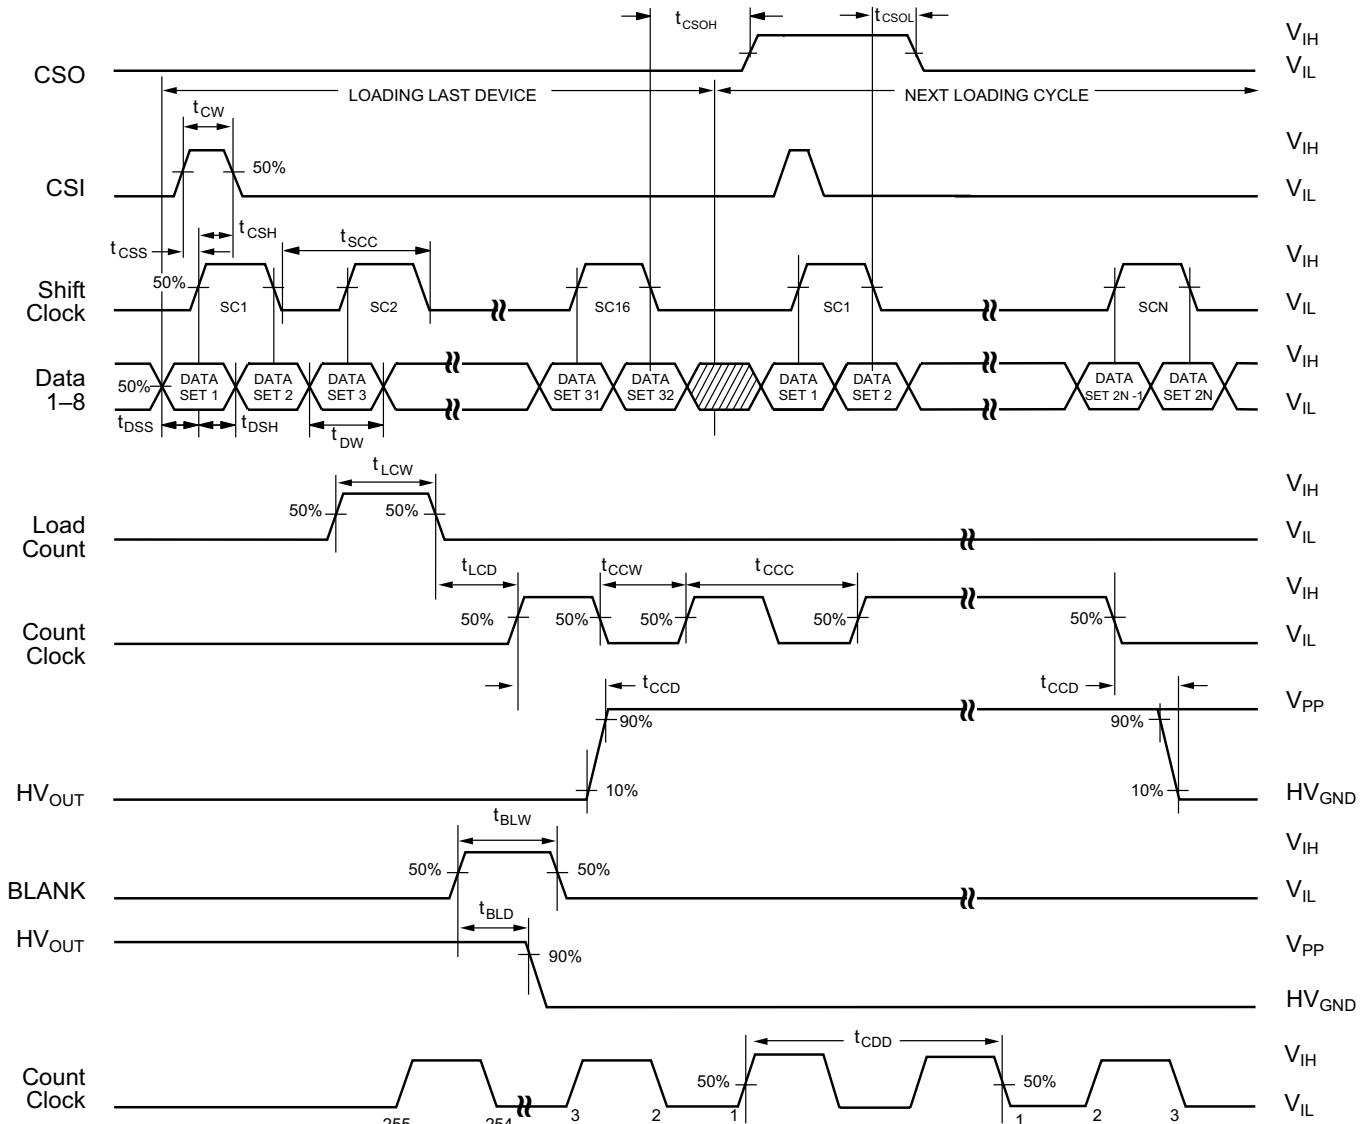 tCSOH tCSOL VIH
CSO VIL
LOADING LAST DEVICE NEXT LOADING CYCLE
tCW
VIH
50%
CSI VIL
tCSH
tCSS tSCC VIH
50%
Shift
Clock SC1 SC2 SC16 SC1 SCN VIL
VIH
Data 50% DATA DATA DATA DATA DATA DATA DATA DATA DATA
1–8 SET 1 SET 2 SET 3 SET 31 SET 32 SET 1 SET 2 SET 2N -1 SET 2N
VIL
tDSS tDSH tDW
tLCW
VIH
50% 50%
Load
Count VIL
tLCD tCCW tCCC VIH
50% 50% 50% 50% 50%
Count
Clock VIL
tCCD tCCD VPP
90% 90%
10% 10%
HVOUT HVGND
tBLW
VIH
50% 50%
BLANK VIL
tBLD
HVOUT VPP
90%
HVGND
tCDD
VIH
Count 50% 50%
Clock VIL
255 254 3 2 1 1 2 3